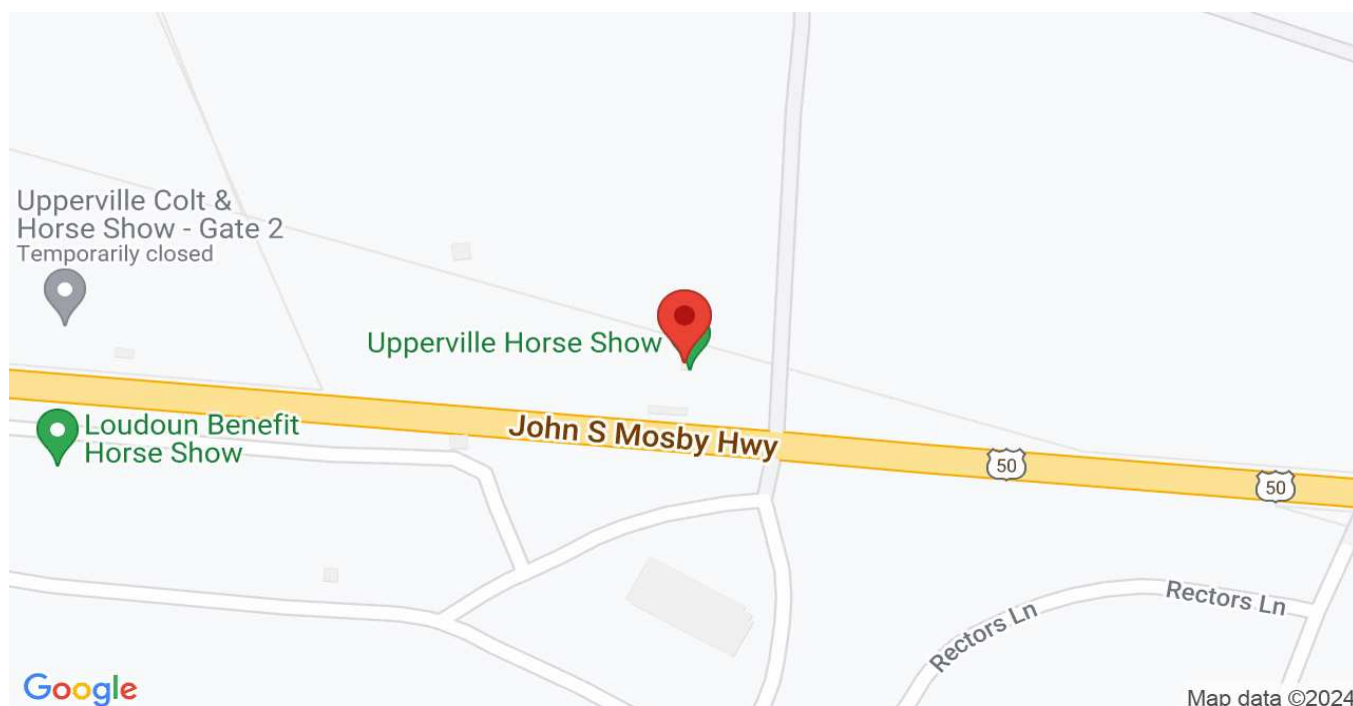 Upperville Colt &
Horse Show - Gate 2
Temporarily closed
Upperville Horse Show
Loudoun Benefit
Horse Show
John S Mosby Hwy
50
50
Rectors Ln
Rectors Ln
Google
Map data ©2024